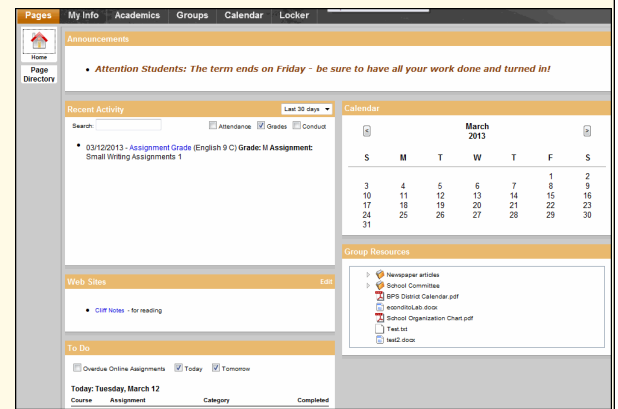 Pages My Info Academics Groups Calendar Locker
Home
Page
Directory
Announcements
• Attention Students: The term ends on Friday - be sure to have all your work done and turned in!
Recent Activity Last 30 days
Search: Attendance Grades Conduct
• 03/12/2013 - Assignment Grade (English 9 C) Grade: M Assignment:
Small Writing Assignments 1
Web Sites Edit
• Cliff Notes - for reading
To Do
Overdue Online Assignments Today Tomorrow
Today: Tuesday, March 12
Course Assignment Category Completed
Calendar
< March >
2013
S M T W T F S
1 2
3 4 5 6 7 8 9
10 11 12 13 14 15 16
17 18 19 20 21 22 23
24 25 26 27 28 29 30
31
Group Resources
Newspaper articles
School Committee
BPS District Calendar.pdf
econditoLab.docx
School Organization Chart.pdf
Test.txt
test2.docx